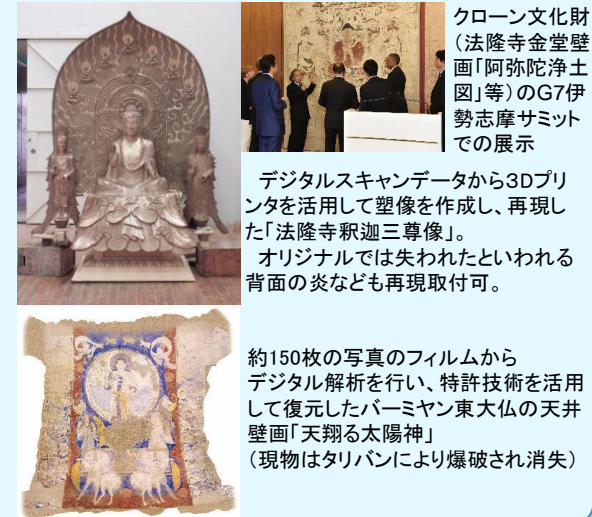 クローン文化財
（法隆寺金堂壁
画「阿弥陀浄土
図」等）のG7伊
勢志摩サミット
での展示
デジタルスキャンデータから3Dプリ
ンタを活用して塑像を作成し、再現し
た「法隆寺釈迦三尊像」。
オリジナルでは失われたといわれる
背面の炎なども再現取付可。
約150枚の写真のフィルムから
デジタル解析を行い、特許技術を活用
して復元したバーミヤン東大仏の天井
壁画「天翔る太陽神」
（現物はタリバンにより爆破され消失）